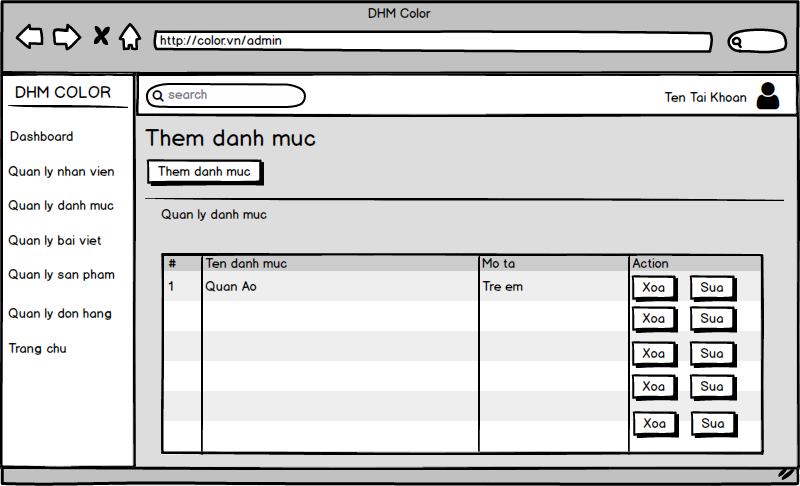 DHM Color
http://color.vn/admin
DHM COLOR
search
Ten Tai Khoan
Dashboard
Quan ly nhan vien
Quan ly danh muc
Quan ly bai viet
Quan ly san pham
Quan ly don hang
Trang chu
Them danh muc
Them danh muc
Quan ly danh muc
# Ten danh muc Mo ta Action
1 Quan Ao Tre em Xoa Sua
Xoa Sua
Xoa Sua
Xoa Sua
Xoa Sua